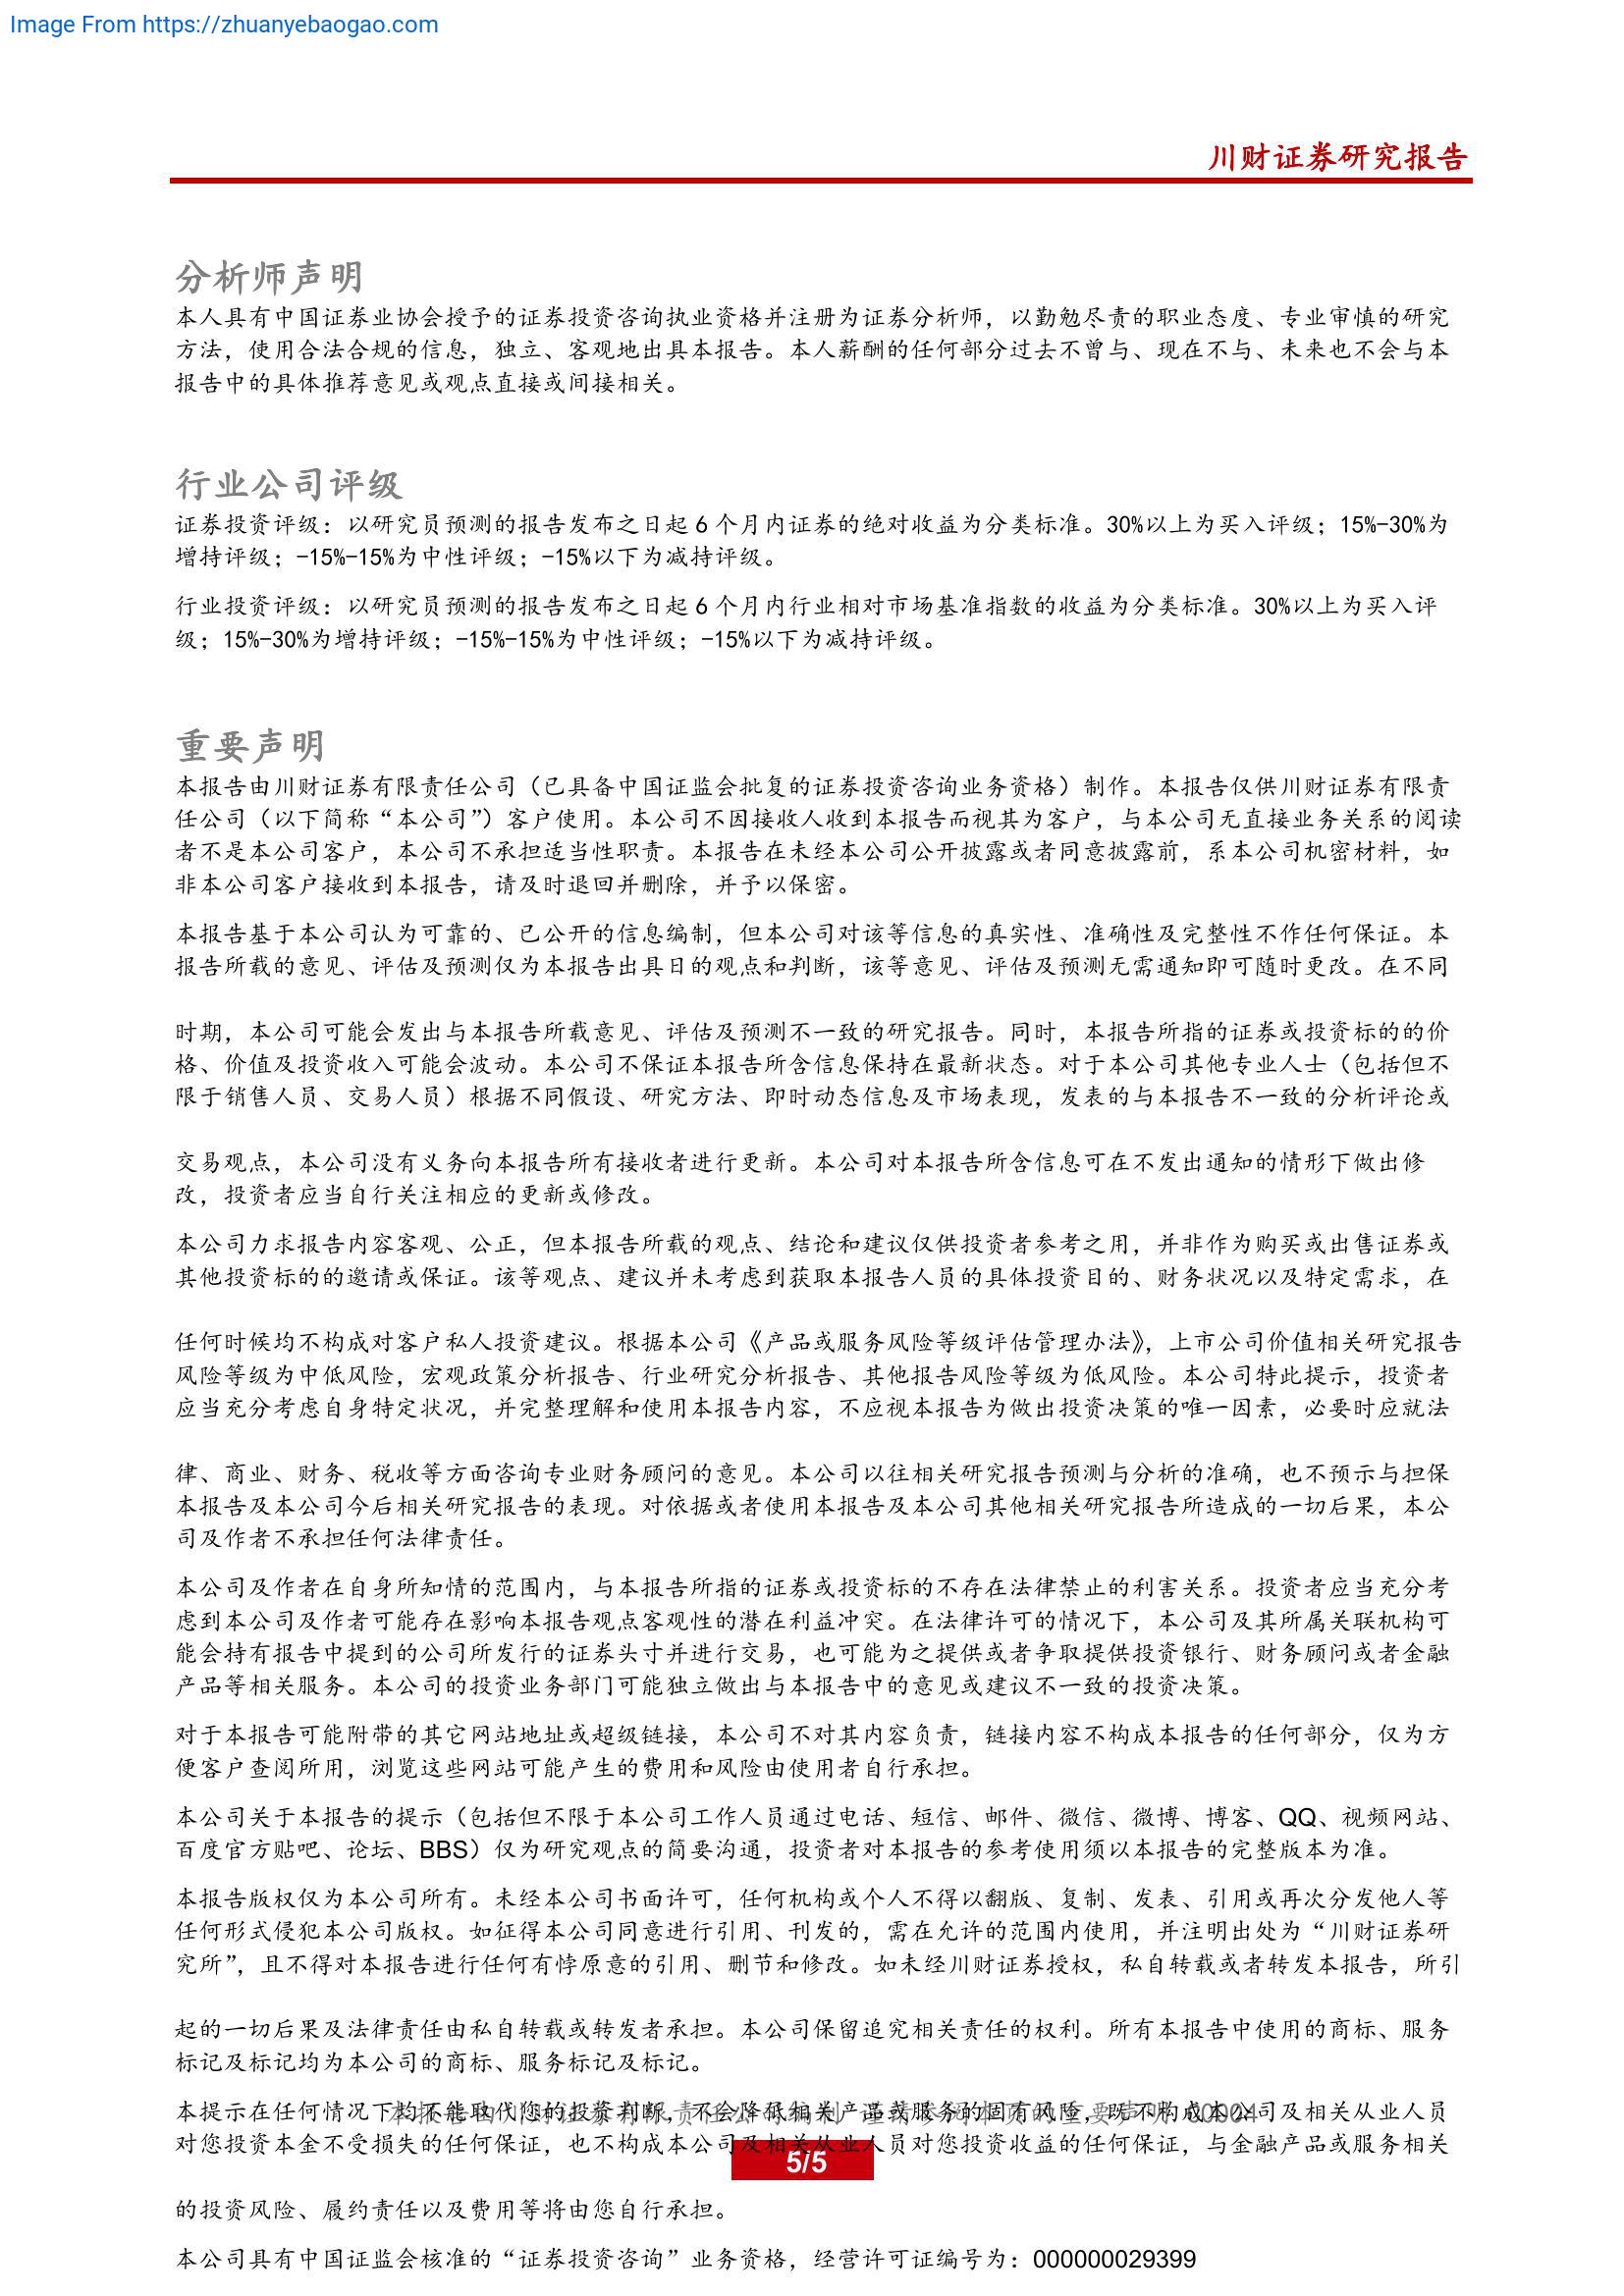 Image From https://zhuanyebaogao.com
川财证券研究报告
分析师声明
本人具有中国证券业协会授予的证券投资咨询执业资格并注册为证券分析师，以勤勉尽责的职业态度、专业审慎的研究
方法，使用合法合规的信息，独立、客观地出具本报告。本人薪酬的任何部分过去不曾与、现在不与、未来也不会与本
报告中的具体推荐意见或观点直接或间接相关。
行业公司评级
证券投资评级：以研究员预测的报告发布之日起 6 个月内证券的绝对收益为分类标准。30%以上为买入评级；15%-30%为
增持评级；-15%-15%为中性评级；-15%以下为减持评级。
行业投资评级：以研究员预测的报告发布之日起 6 个月内行业相对市场基准指数的收益为分类标准。30%以上为买入评
级；15%-30%为增持评级；-15%-15%为中性评级；-15%以下为减持评级。
重要声明
本报告由川财证券有限责任公司（已具备中国证监会批复的证券投资咨询业务资格）制作。本报告仅供川财证券有限责
任公司（以下简称“本公司”）客户使用。本公司不因接收人收到本报告而视其为客户，与本公司无直接业务关系的阅读
者不是本公司客户，本公司不承担适当性职责。本报告在未经本公司公开披露或者同意披露前，系本公司机密材料，如
非本公司客户接收到本报告，请及时退回并删除，并予以保密。
本报告基于本公司认为可靠的、已公开的信息编制，但本公司对该等信息的真实性、准确性及完整性不作任何保证。本
报告所载的意见、评估及预测仅为本报告出具日的观点和判断，该等意见、评估及预测无需通知即可随时更改。在不同
时期，本公司可能会发出与本报告所载意见、评估及预测不一致的研究报告。同时，本报告所指的证券或投资标的的价
格、价值及投资收入可能会波动。本公司不保证本报告所含信息保持在最新状态。对于本公司其他专业人士（包括但不
限于销售人员、交易人员）根据不同假设、研究方法、即时动态信息及市场表现，发表的与本报告不一致的分析评论或
交易观点，本公司没有义务向本报告所有接收者进行更新。本公司对本报告所含信息可在不发出通知的情形下做出修
改，投资者应当自行关注相应的更新或修改。
本公司力求报告内容客观、公正，但本报告所载的观点、结论和建议仅供投资者参考之用，并非作为购买或出售证券或
其他投资标的的邀请或保证。该等观点、建议并未考虑到获取本报告人员的具体投资目的、财务状况以及特定需求，在
任何时候均不构成对客户私人投资建议。根据本公司《产品或服务风险等级评估管理办法》，上市公司价值相关研究报告
风险等级为中低风险，宏观政策分析报告、行业研究分析报告、其他报告风险等级为低风险。本公司特此提示，投资者
应当充分考虑自身特定状况，并完整理解和使用本报告内容，不应视本报告为做出投资决策的唯一因素，必要时应就法
律、商业、财务、税收等方面咨询专业财务顾问的意见。本公司以往相关研究报告预测与分析的准确，也不预示与担保
本报告及本公司今后相关研究报告的表现。对依据或者使用本报告及本公司其他相关研究报告所造成的一切后果，本公
司及作者不承担任何法律责任。
本公司及作者在自身所知情的范围内，与本报告所指的证券或投资标的不存在法律禁止的利害关系。投资者应当充分考
虑到本公司及作者可能存在影响本报告观点客观性的潜在利益冲突。在法律许可的情况下，本公司及其所属关联机构可
能会持有报告中提到的公司所发行的证券头寸并进行交易，也可能为之提供或者争取提供投资银行、财务顾问或者金融
产品等相关服务。本公司的投资业务部门可能独立做出与本报告中的意见或建议不一致的投资决策。
对于本报告可能附带的其它网站地址或超级链接，本公司不对其内容负责，链接内容不构成本报告的任何部分，仅为方
便客户查阅所用，浏览这些网站可能产生的费用和风险由使用者自行承担。
本公司关于本报告的提示（包括但不限于本公司工作人员通过电话、短信、邮件、微信、微博、博客、QQ、视频网站、
百度官方贴吧、论坛、BBS）仅为研究观点的简要沟通，投资者对本报告的参考使用须以本报告的完整版本为准。
本报告版权仅为本公司所有。未经本公司书面许可，任何机构或个人不得以翻版、复制、发表、引用或再次分发他人等
任何形式侵犯本公司版权。如征得本公司同意进行引用、刊发的，需在允许的范围内使用，并注明出处为“川财证券研
究所”，且不得对本报告进行任何有悖原意的引用、删节和修改。如未经川财证券授权，私自转载或者转发本报告，所引
起的一切后果及法律责任由私自转载或转发者承担。本公司保留追究相关责任的权利。所有本报告中使用的商标、服务
标记及标记均为本公司的商标、服务标记及标记。
本提示在任何情况下均不能取代您的投资判断，不会降低相关产品或服务的固有风险，既不构成本公司及相关从业人员
本报告由川财证券有限责任公司编制 谨请参阅本页的重要声明
对您投资本金不受损失的任何保证，也不构成本公司及相关从业人员对您投资收益的任何保证，与金融产品或服务相关
5/5
的投资风险、履约责任以及费用等将由您自行承担。
本公司具有中国证监会核准的“证券投资咨询”业务资格，经营许可证编号为：000000029399